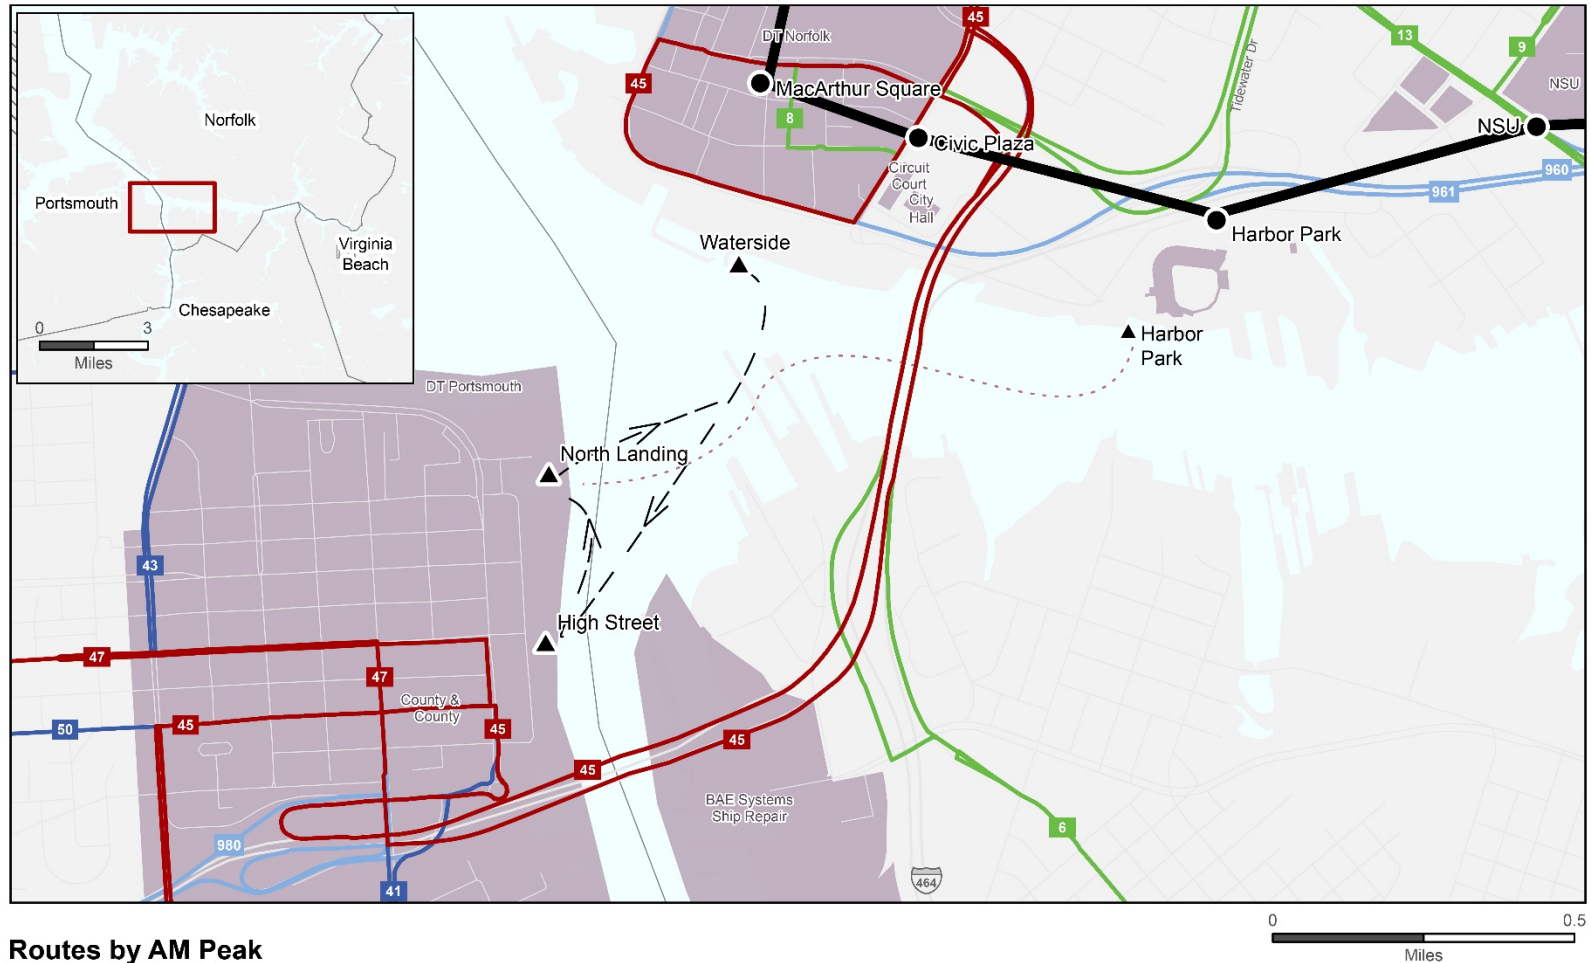 Norfolk
Portsmouth
Virginia
Beach
Chesapeake
0 3
Miles
45
DT Norfolk
45
MacArthur Square
8
Civic Plaza
Circuit
Court
City
Hall
Tidewater Dr
13
9
NSU
NSU
960
961
Harbor Park
Waterside
Harbor
Park
DT Portsmouth
North Landing
43
High Street
47
47
County &
County
50
45
45
45
45
BAE Systems
Ship Repair
980
41
6
464
0 0.5
Miles
Routes by AM Peak